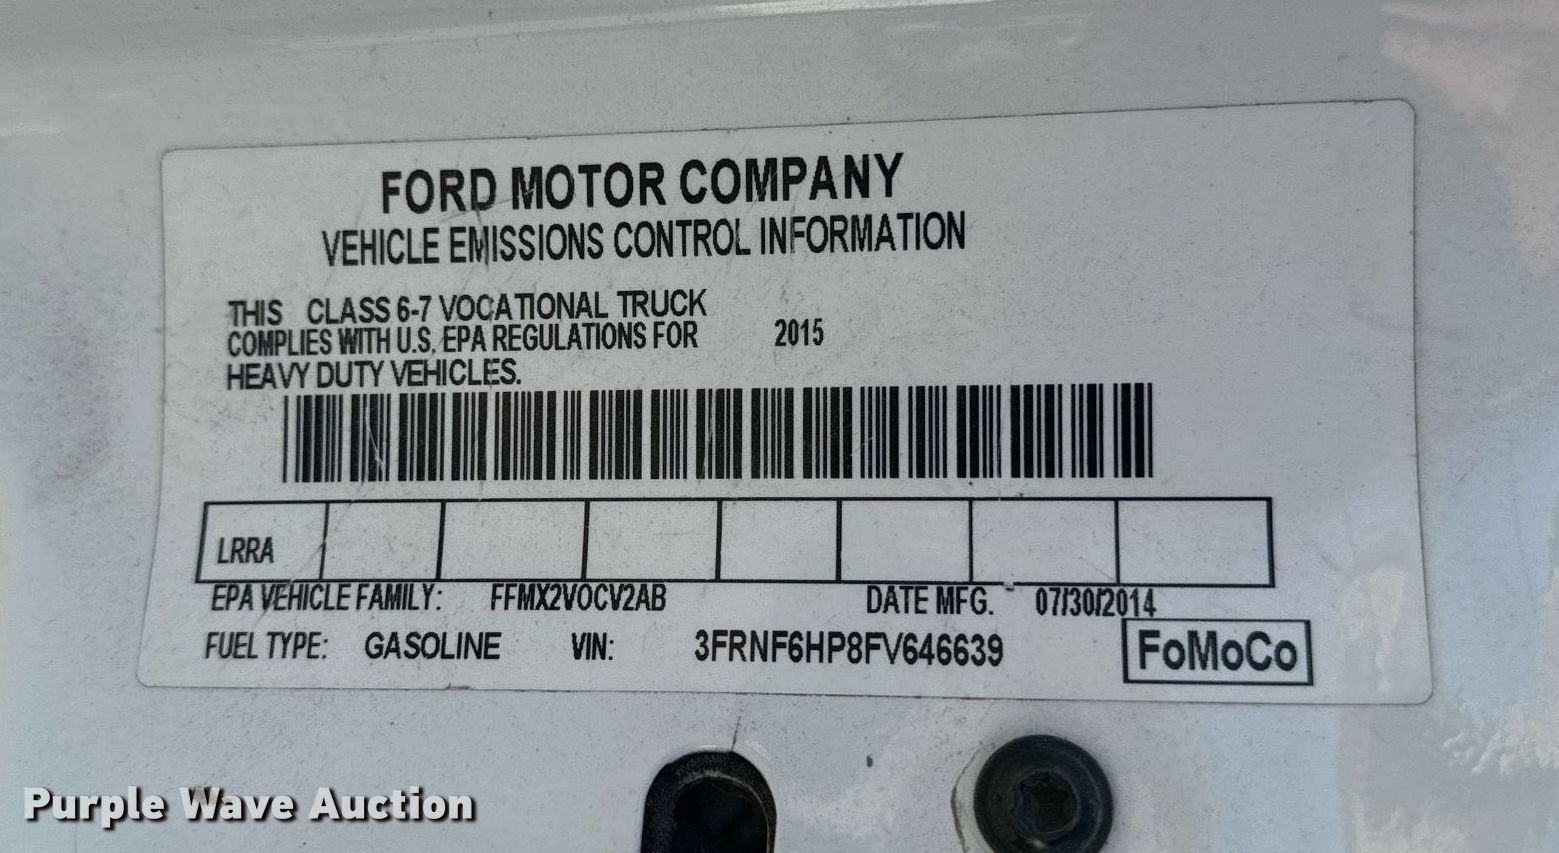 FORD MOTOR COMPANY
VEHICLE EMISSIONS CONTROL INFORMATION
THIS CLASS 6-7 VOCATIONAL TRUCK
COMPLIES WITH U.S. EPA REGULATIONS FOR 2015
HEAVY DUTY VEHICLES.
LRRA
EPA VEHICLE FAMILY: FFMX2VOCV2AB DATE MFG. 07/30/2014
FUEL TYPE: GASOLINE VIN: 3FRNF6HP8FV646639 FoMoCo
Purple Wave Auction